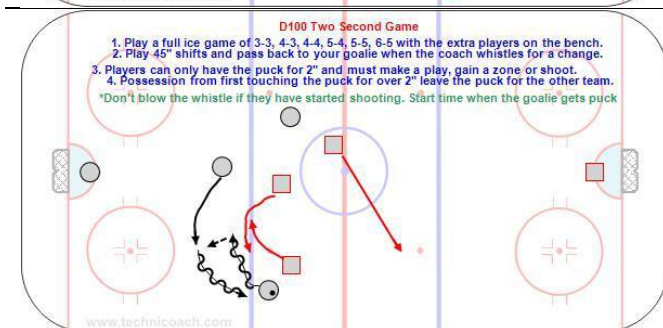 D100 Two Second Game
1. Play a full ice game of 3-3, 4-3, 4-4, 5-4, 5-5, 6-5 with the extra players on the bench.
2. Play 45" shifts and pass back to your goalie when the coach whistles for a change.
3. Players can only have the puck for 2" and must make a play, gain a zone or shoot.
4. Possession from first touching the puck for over 2" leave the puck for the other team.
*Don't blow the whistle if they have started shooting. Start time when the goalie gets puck
www.technicoach.com